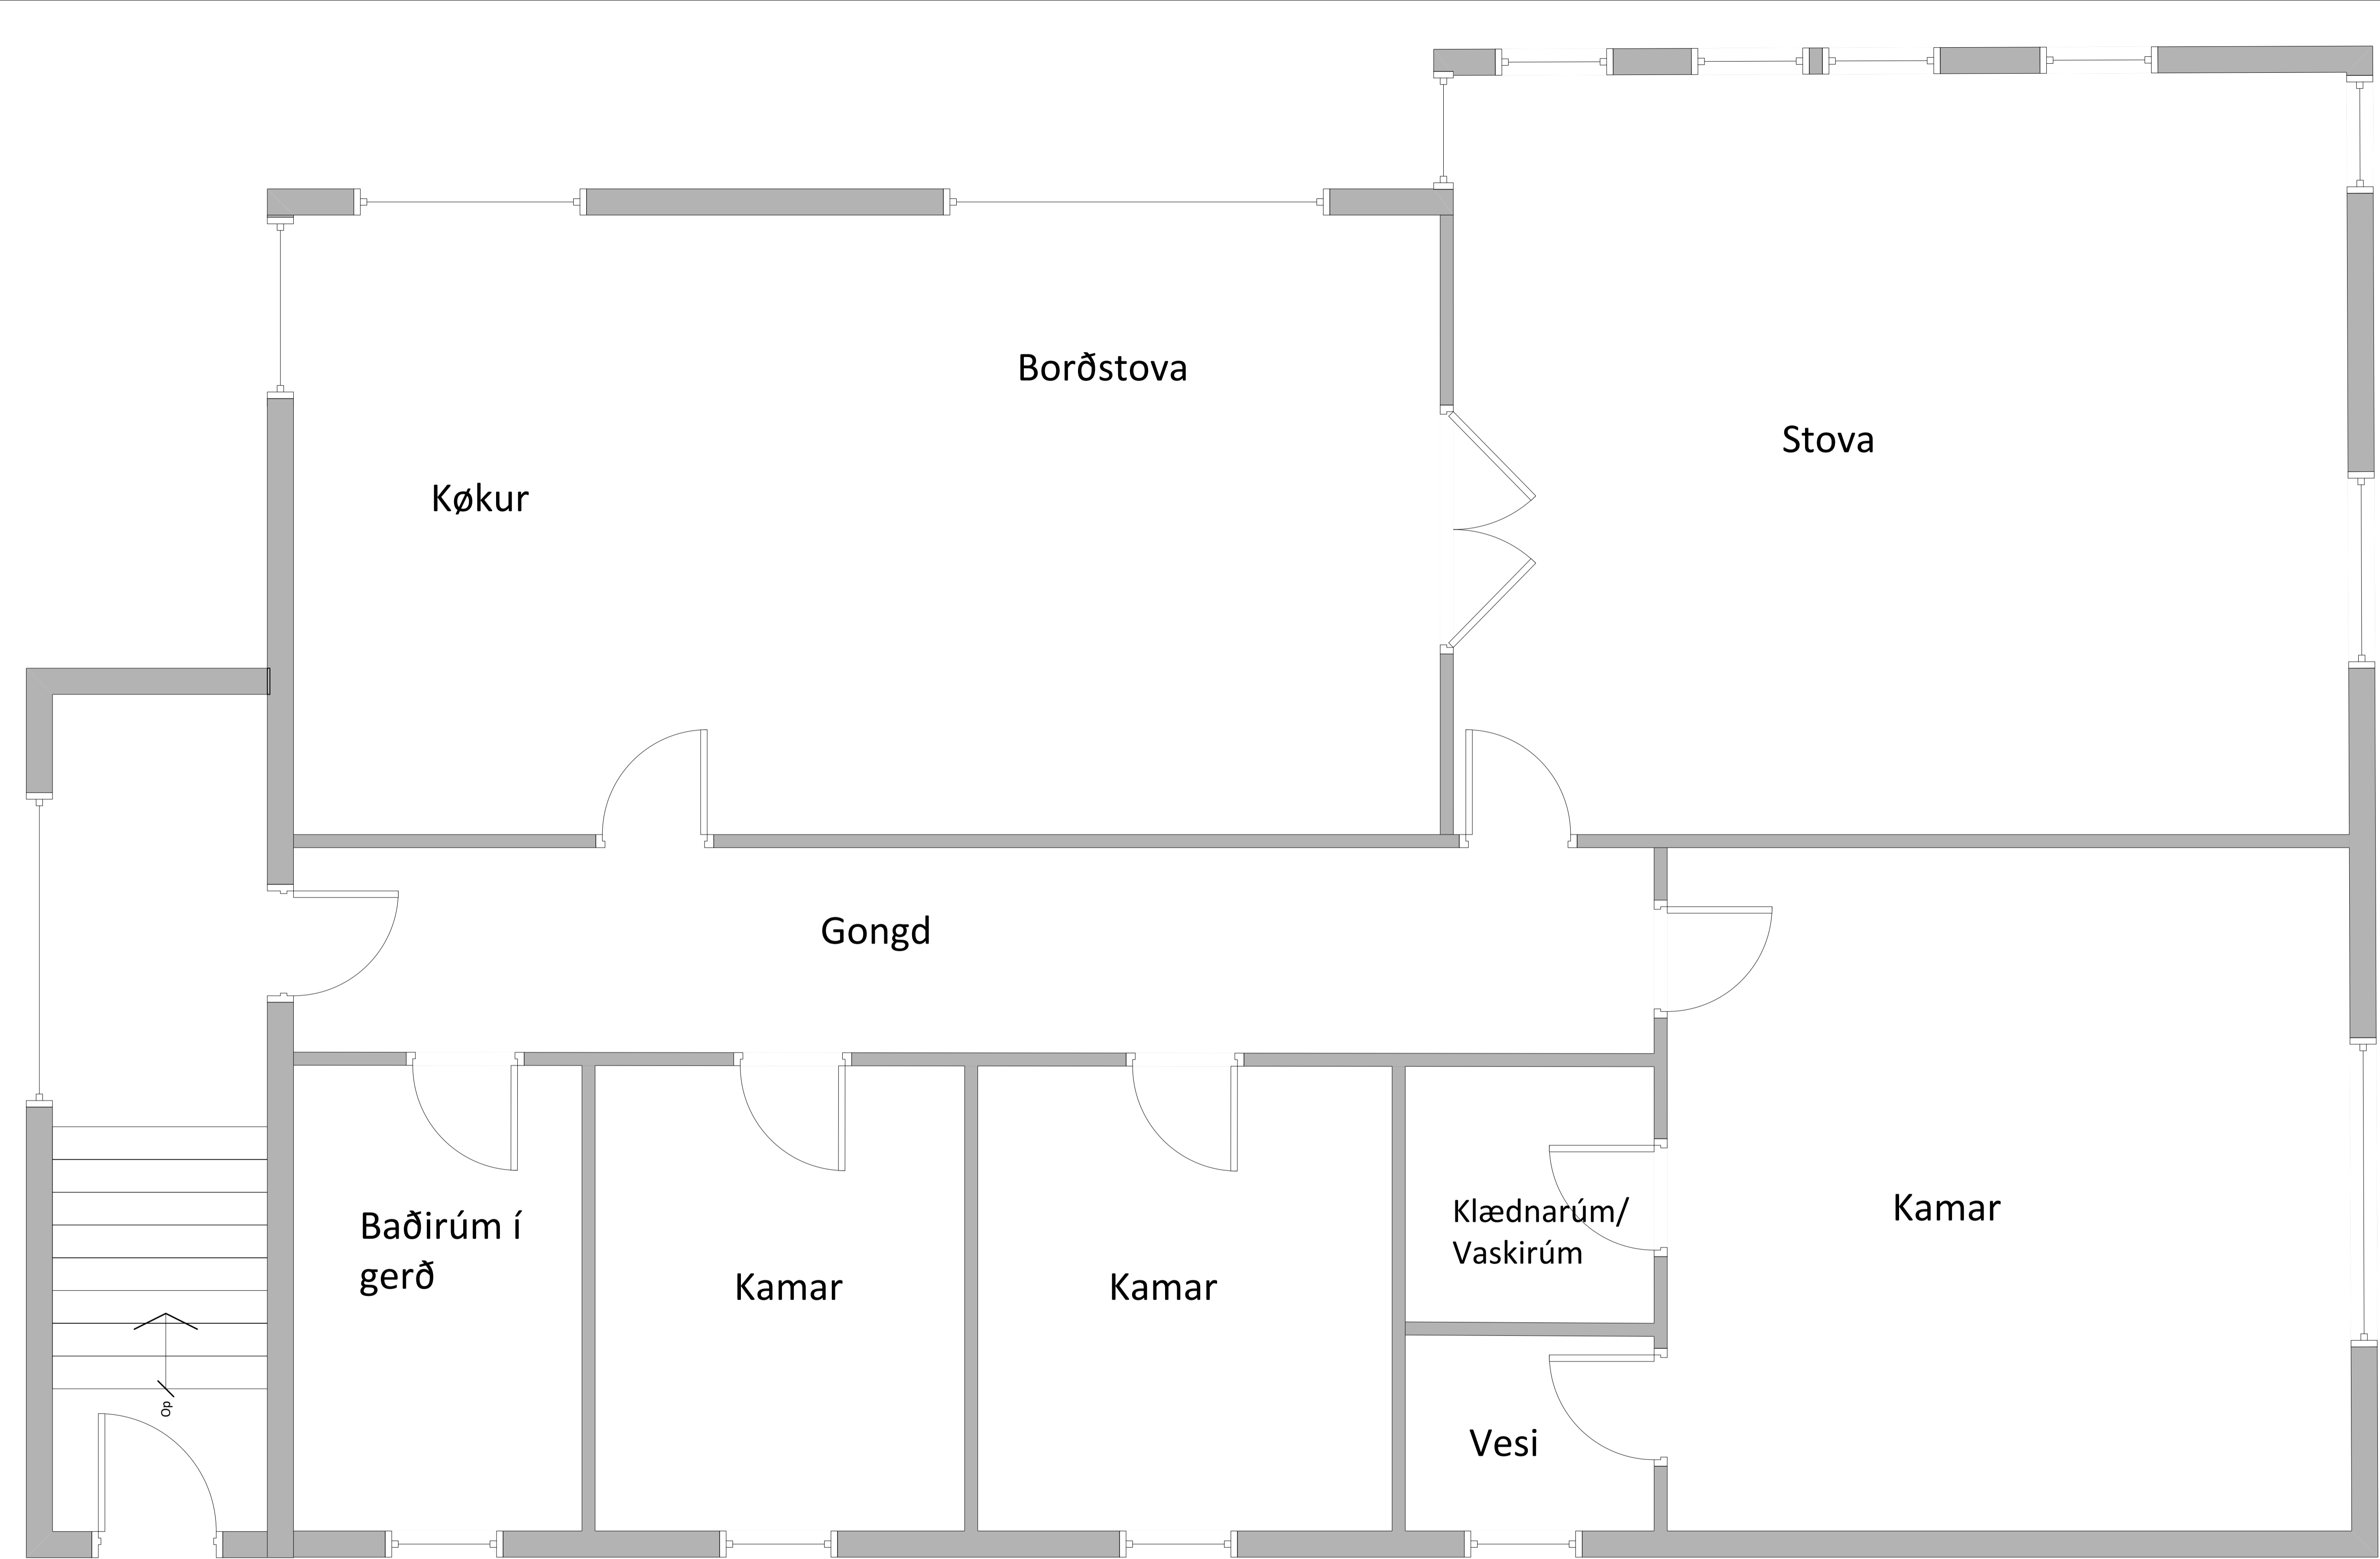 Borðstova
Stova
Køkur
Gongd
Baðirúm í
gerð
Kamar
Kamar
Klædnarúm/
Vaskirúm
Kamar
Vesi
Op